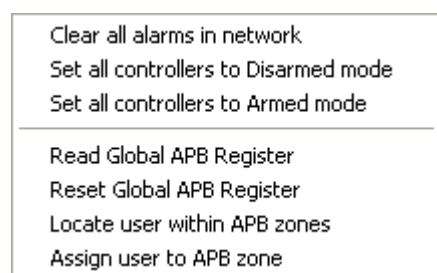 Clear all alarms in network
Set all controllers to Disarmed mode
Set all controllers to Armed mode
Read Global APB Register
Reset Global APB Register
Locate user within APB zones
Assign user to APB zone